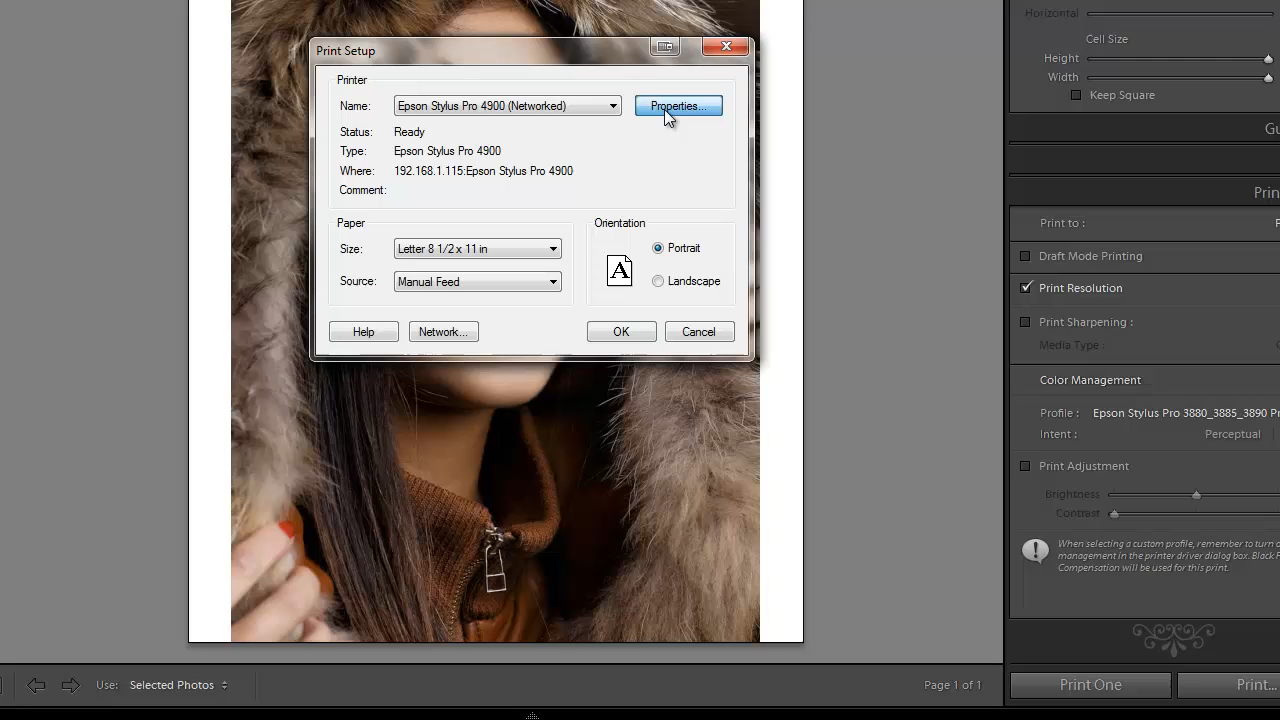 Horizontal
Print Setup
Cell Size
Height
Width
Keep Square
Printer
Name: Epson Stylus Pro 4900 (Networked) Properties...
Status: Ready
Type: Epson Stylus Pro 4900
Where: 192.168.1.115:Epson Stylus Pro 4900
Comment:
Paper
Size: Letter 8 1/2 x 11 in
Source: Manual Feed
Orientation
A
Portrait
Landscape
Help Network... OK Cancel
Print to :
Draft Mode Printing
Print Resolution
Print Sharpening :
Media Type :
Color Management
Profile : Epson Stylus Pro 3880_3885_3890
Intent : Perceptual
Print Adjustment
Brightness
Contrast
When selecting a custom profile, remember to turn
management in the printer driver dialog box. Black
Compensation will be used for this print.
Use: Selected Photos
Page 1 of 1
Print One Print...